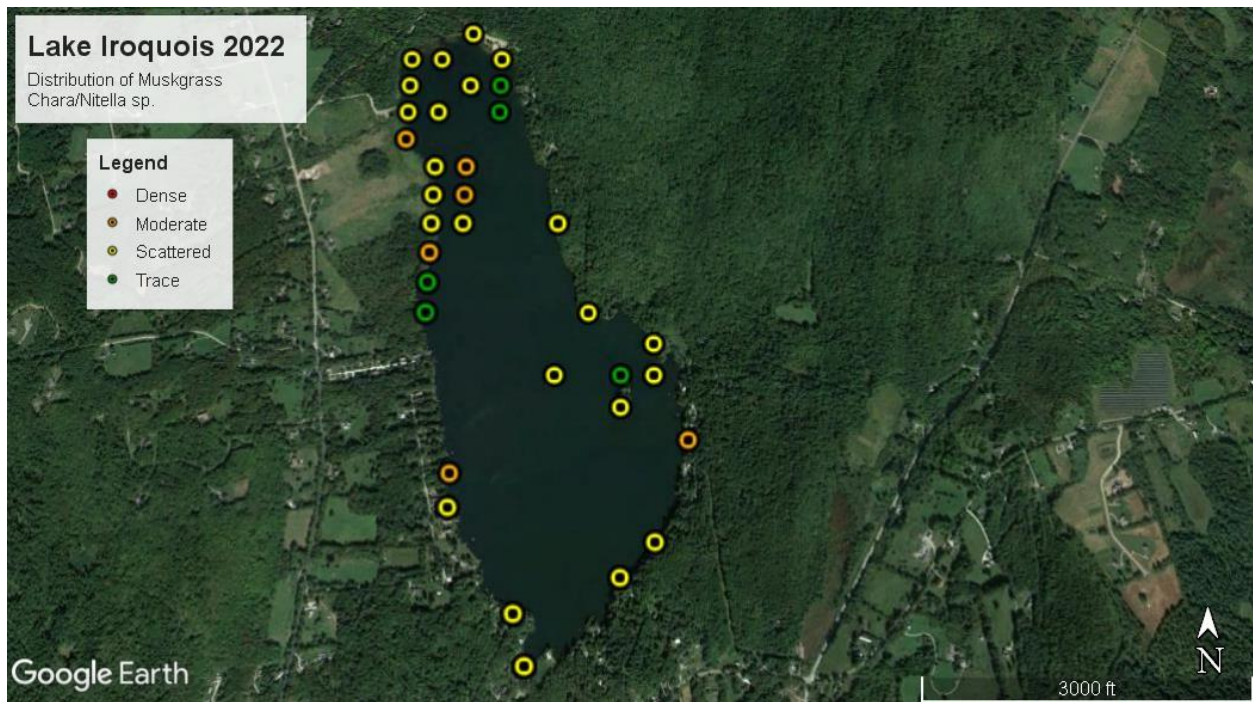 Lake Iroquois 2022
Distribution of Muskgrass
Chara/Nitella sp.
Legend
Dense
Moderate
Scattered
Trace
Google Earth
N
3000 ft